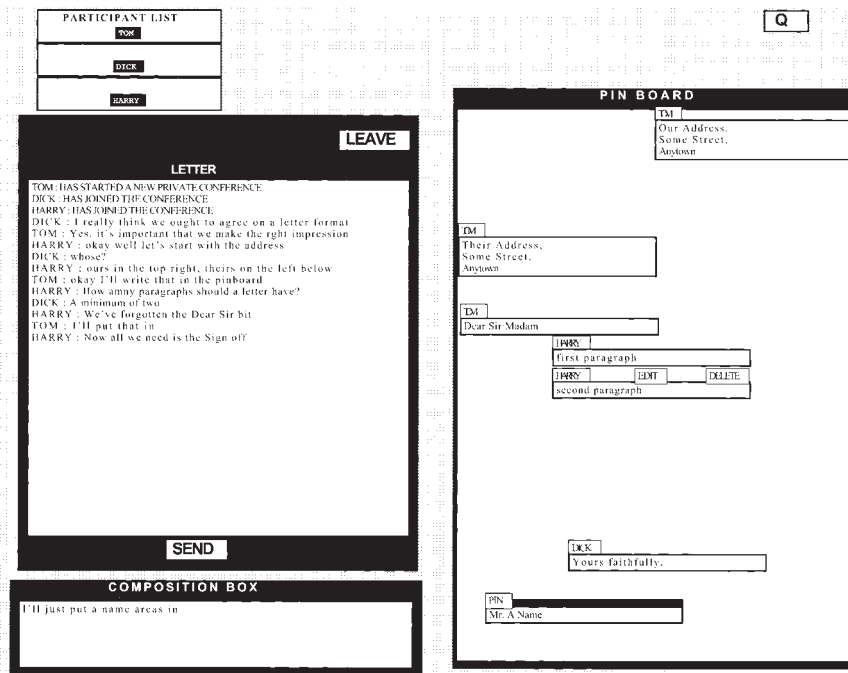 PARTICIPANT LIST
TOM
DICK
HARRY
Q
LEAVE
LETTER
TOM : HAS STARTED A NEW PRIVATE CONFERENCE
DICK : HAS JOINED THE CONFERENCE
HARRY : HAS JOINED THE CONFERENCE
DICK : I really think we ought to agree on a letter format
TOM : Yes, it's important that we make the rght impression
HARRY : okay well let's start with the address
DICK : whose?
HARRY : ours in the top right, theirs on the left below
TOM : okay I'll write that in the pinboard
HARRY : How amny paragraphs should a letter have?
DICK : A minimum of two
HARRY : We've forgotten the Dear Sir bit
TOM : I'll put that in
HARRY : Now all we need is the Sign off
SEND
COMPOSITION BOX
I'll just put a name areas in
PIN BOARD
TM
Our Address,
Some Street,
Anytown
TM
Their Address,
Some Street,
Anytown
TM
Dear Sir Madam
HARRY
first paragraph
HARRY EDIT DELETE
second paragraph
DICK
Yours faithfully,
PIN
Mr. A Name